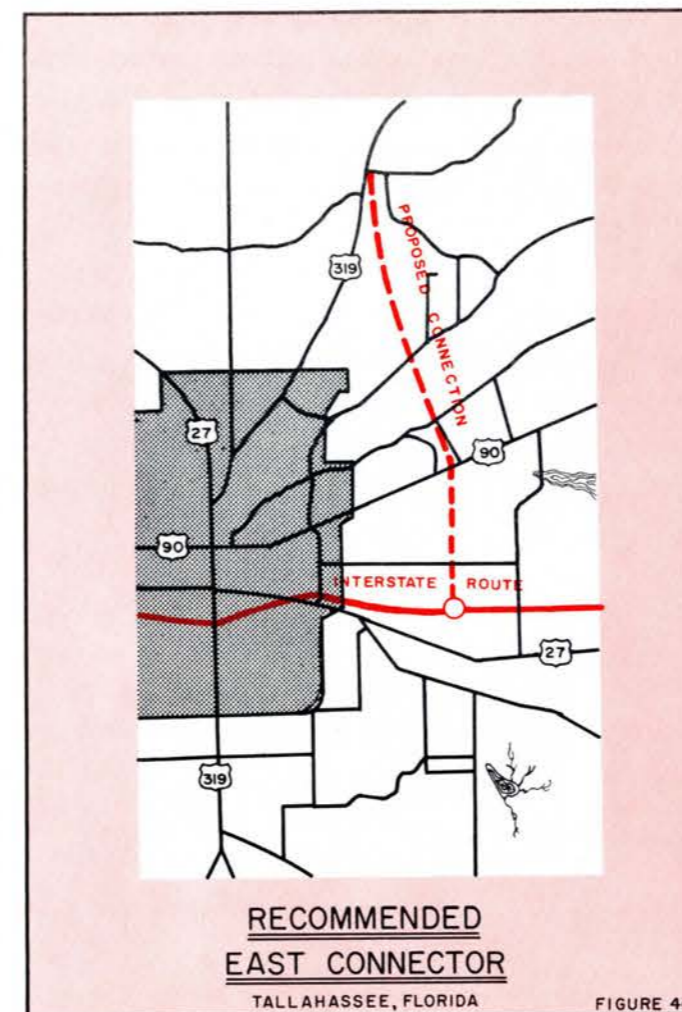 319
PROPOSED CONNECTION
27
90
90
INTERSTATE ROUTE
27
319
RECOMMENDED
EAST CONNECTOR
TALLAHASSEE, FLORIDA
FIGURE 4